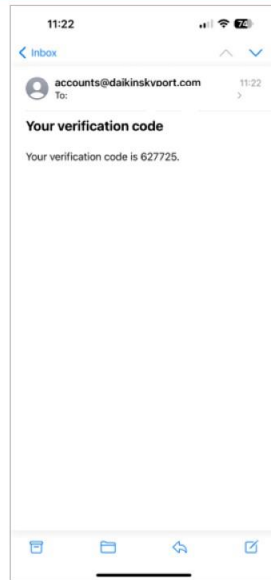 11:22
74
Inbox
accounts@daikinskyport.com
11:22
To:
Your verification code
Your verification code is 627725.